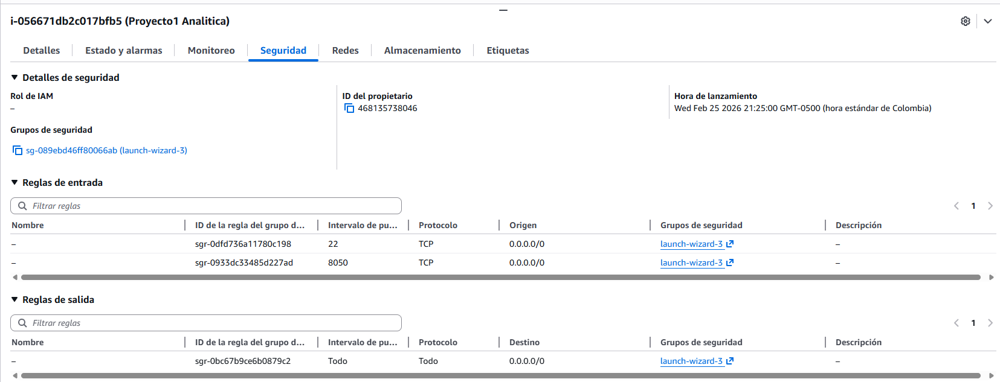 i-056671db2c017bfb5 (Proyecto1 Analitica)
Detalles Estado y alarmas Monitoreo Seguridad Redes Almacenamiento Etiquetas
Detalles de seguridad
Rol de IAM
–
ID del propietario
468135738046
Hora de lanzamiento
Wed Feb 25 2026 21:25:00 GMT-0500 (hora estándar de Colombia)
Grupos de seguridad
sg-089ebd46ff80066ab (launch-wizard-3)
Reglas de entrada
Filtrar reglas
1
Nombre ID de la regla del grupo d... Intervalo de pu... Protocolo Origen Grupos de seguridad Descripción
– sgr-0dfd736a11780c198 22 TCP 0.0.0.0/0 launch-wizard-3 –
– sgr-0933dc33485d227ad 8050 TCP 0.0.0.0/0 launch-wizard-3 –
Reglas de salida
Filtrar reglas
1
Nombre ID de la regla del grupo d... Intervalo de pu... Protocolo Destino Grupos de seguridad Descripción
– sgr-0bc67b9ce6b0879c2 Todo Todo 0.0.0.0/0 launch-wizard-3 –